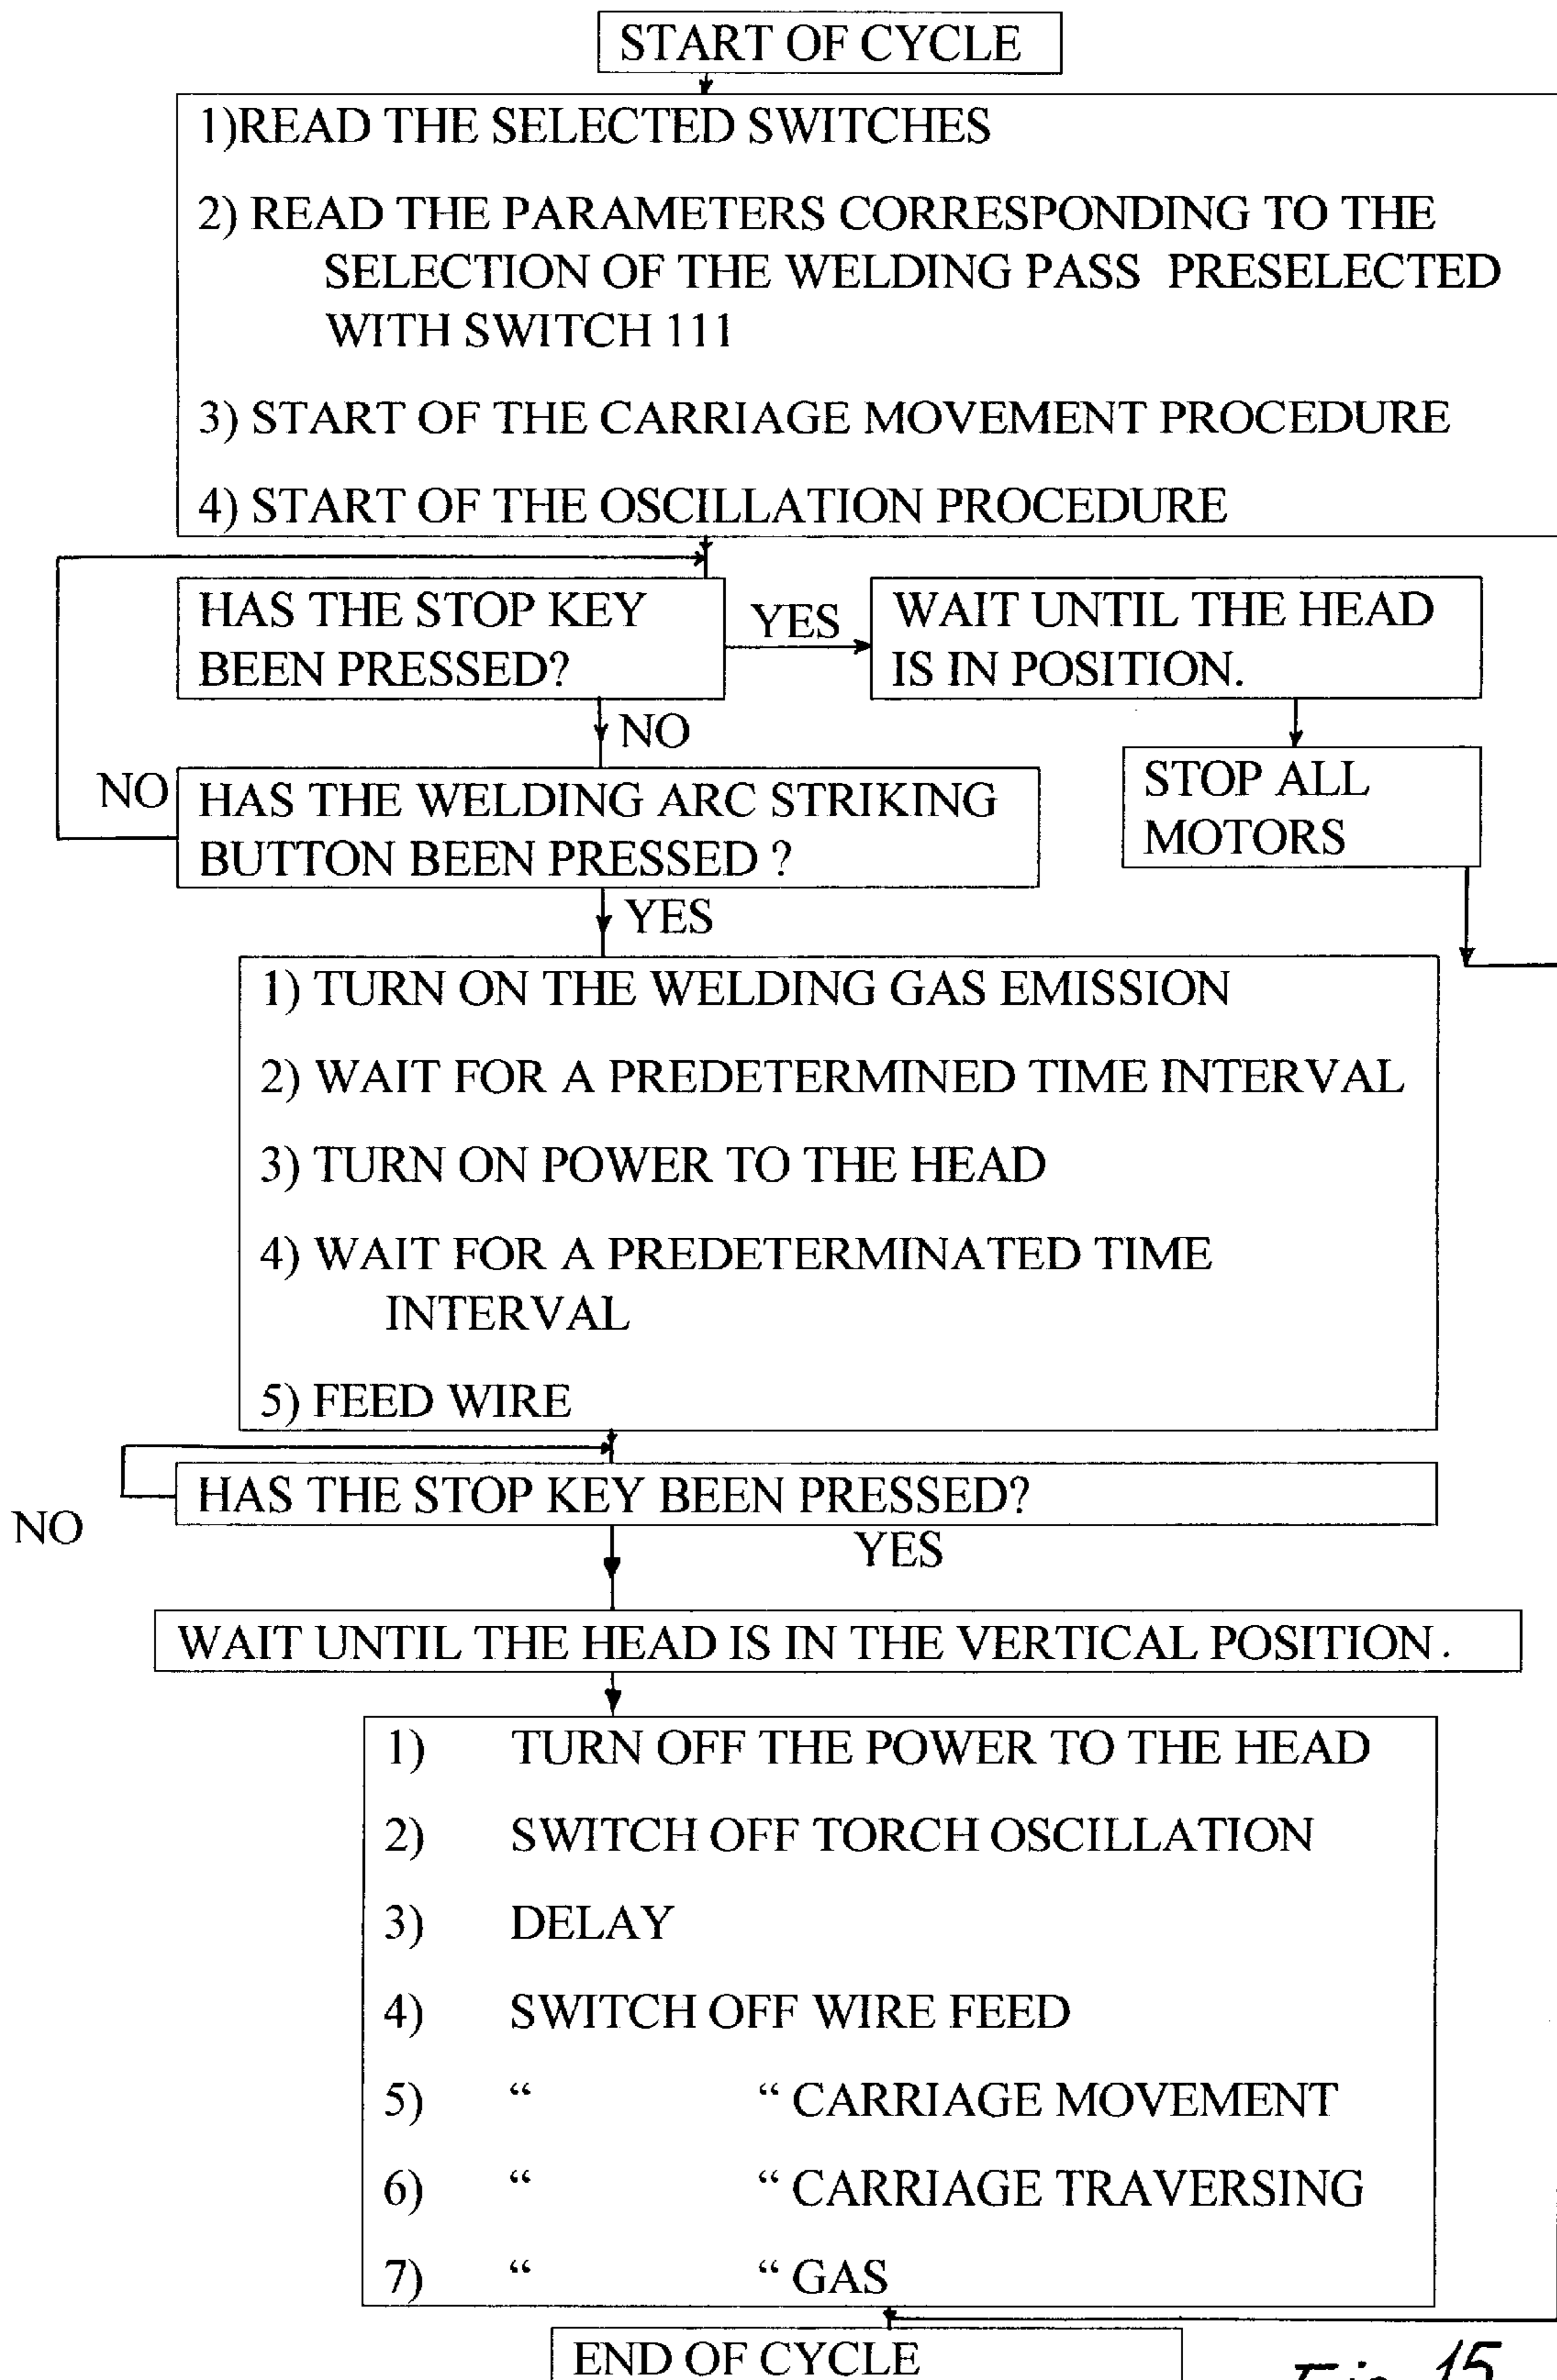 START OF CYCLE
1)READ THE SELECTED SWITCHES
2) READ THE PARAMETERS CORRESPONDING TO THE
SELECTION OF THE WELDING PASS PRESELECTED
WITH SWITCH 111
3) START OF THE CARRIAGE MOVEMENT PROCEDURE
4) START OF THE OSCILLATION PROCEDURE
HAS THE STOP KEY
BEEN PRESSED?
YES
WAIT UNTIL THE HEAD
IS IN POSITION.
NO
STOP ALL
MOTORS
NO
HAS THE WELDING ARC STRIKING
BUTTON BEEN PRESSED ?
YES
1) TURN ON THE WELDING GAS EMISSION
2) WAIT FOR A PREDETERMINED TIME INTERVAL
3) TURN ON POWER TO THE HEAD
4) WAIT FOR A PREDETERMINATED TIME
INTERVAL
5) FEED WIRE
HAS THE STOP KEY BEEN PRESSED?
NO
YES
WAIT UNTIL THE HEAD IS IN THE VERTICAL POSITION.
1) TURN OFF THE POWER TO THE HEAD
2) SWITCH OFF TORCH OSCILLATION
3) DELAY
4) SWITCH OFF WIRE FEED
5) “ “ CARRIAGE MOVEMENT
6) “ “ CARRIAGE TRAVERSING
7) “ “ GAS
END OF CYCLE
Fig. 15